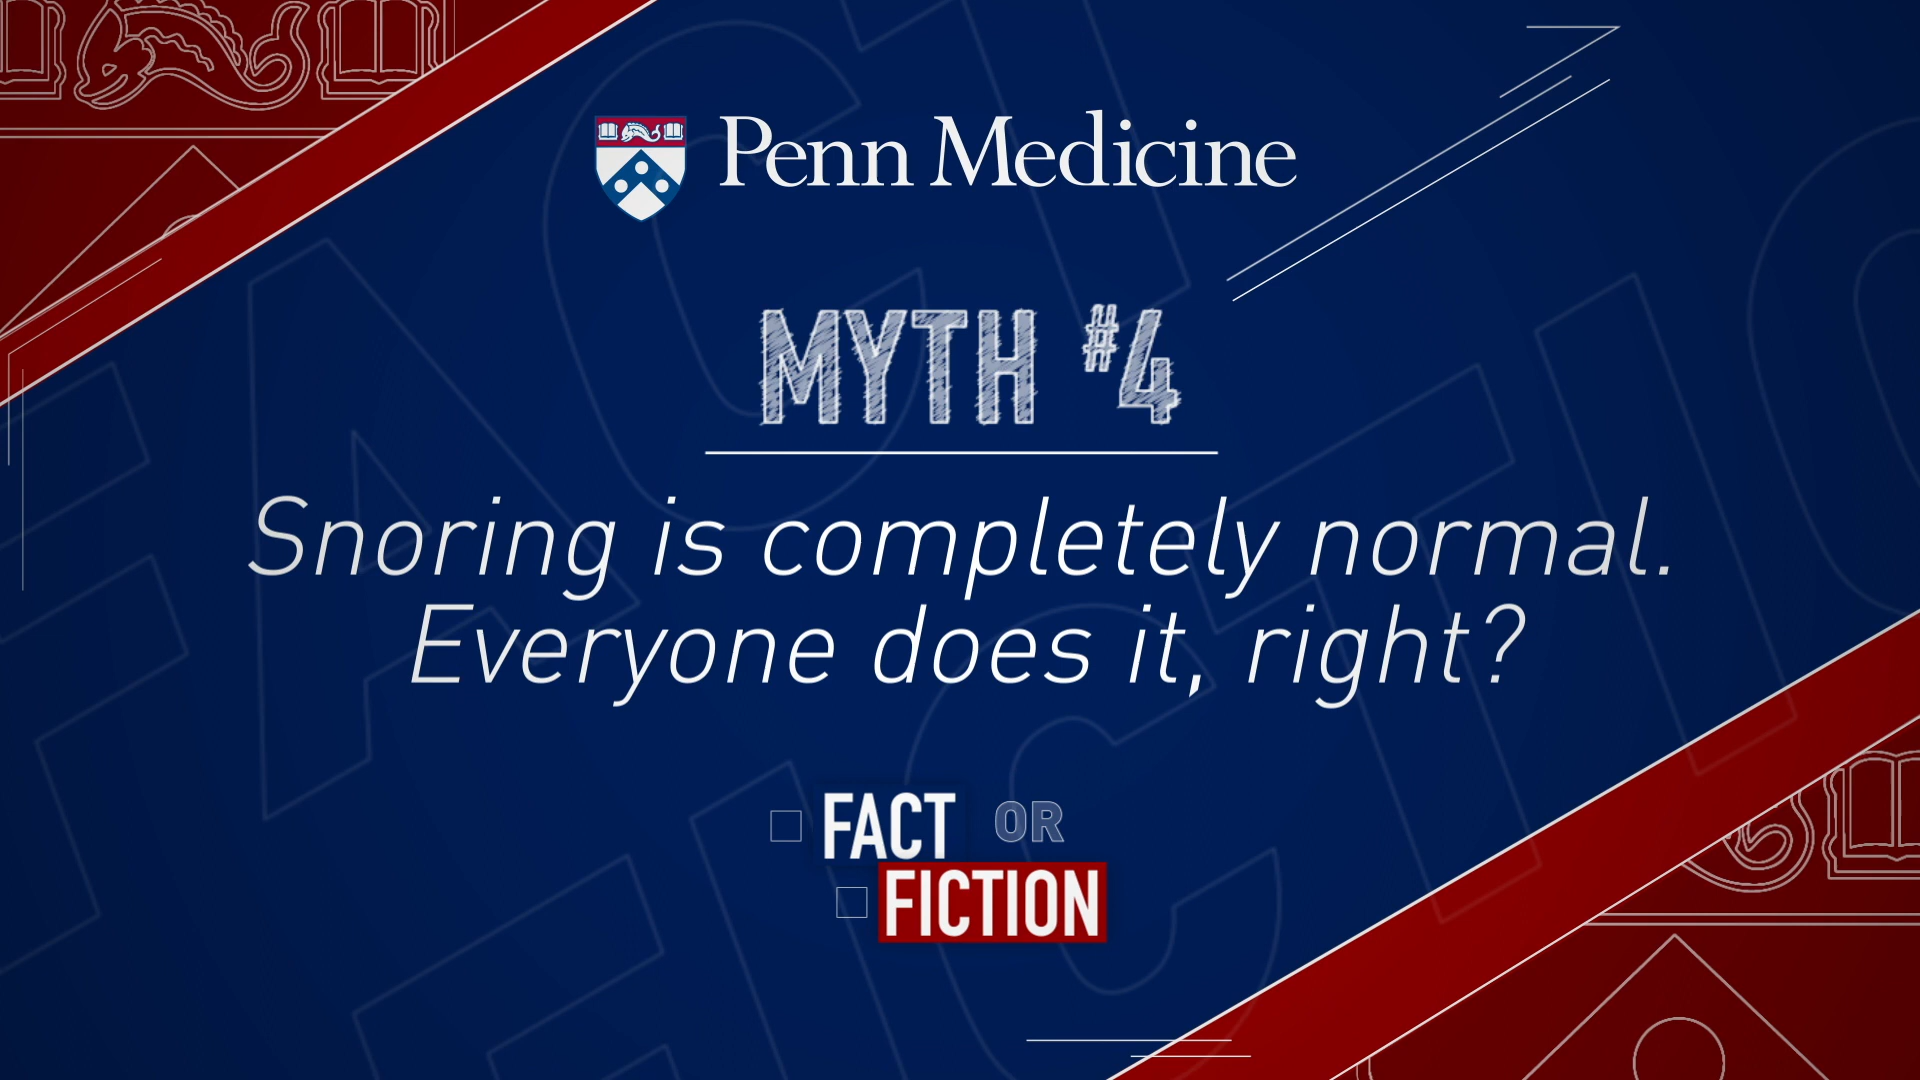 Penn Medicine
MYTH #4
Snoring is completely normal.
Everyone does it, right?
FACT OR
FICTION